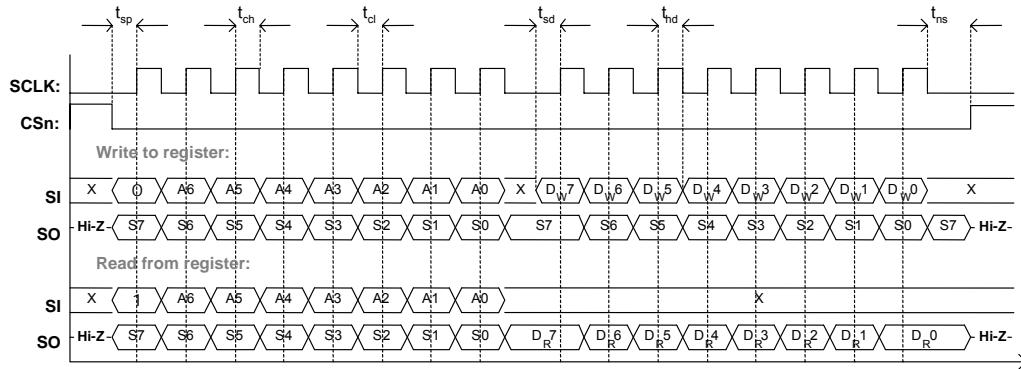 tsp tch tcl tsd thd tns
SCLK:
CSn:
Write to register:
SI X 0 A6 A5 A4 A3 A2 A1 A0 X DW7 DW6 DW5 DW4 DW3 DW2 DW1 DW0 X
SO Hi-Z S7 S6 S5 S4 S3 S2 S1 S0 S7 S6 S5 S4 S3 S2 S1 S0 S7 Hi-Z
Read from register:
SI X 1 A6 A5 A4 A3 A2 A1 A0 X
SO Hi-Z S7 S6 S5 S4 S3 S2 S1 S0 DR7 DR6 DR5 DR4 DR3 DR2 DR1 DR0 Hi-Z